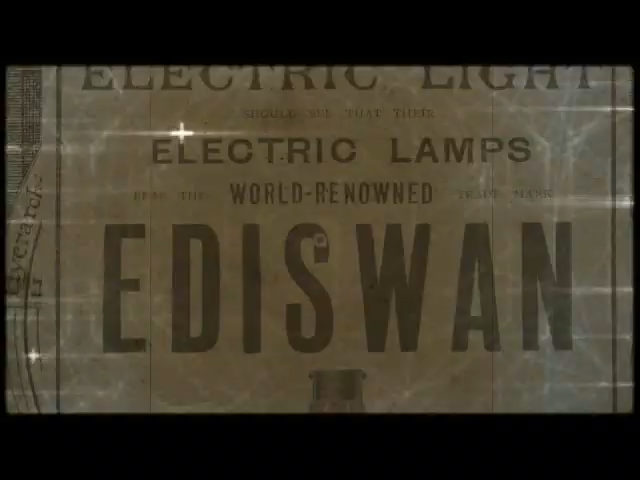 ELECTRIC LIGHT
SHOULD SEE THAT THEIR
ELECTRIC LAMPS
BEAR THE WORLD-RENOWNED TRADE MARK
EDISWAN